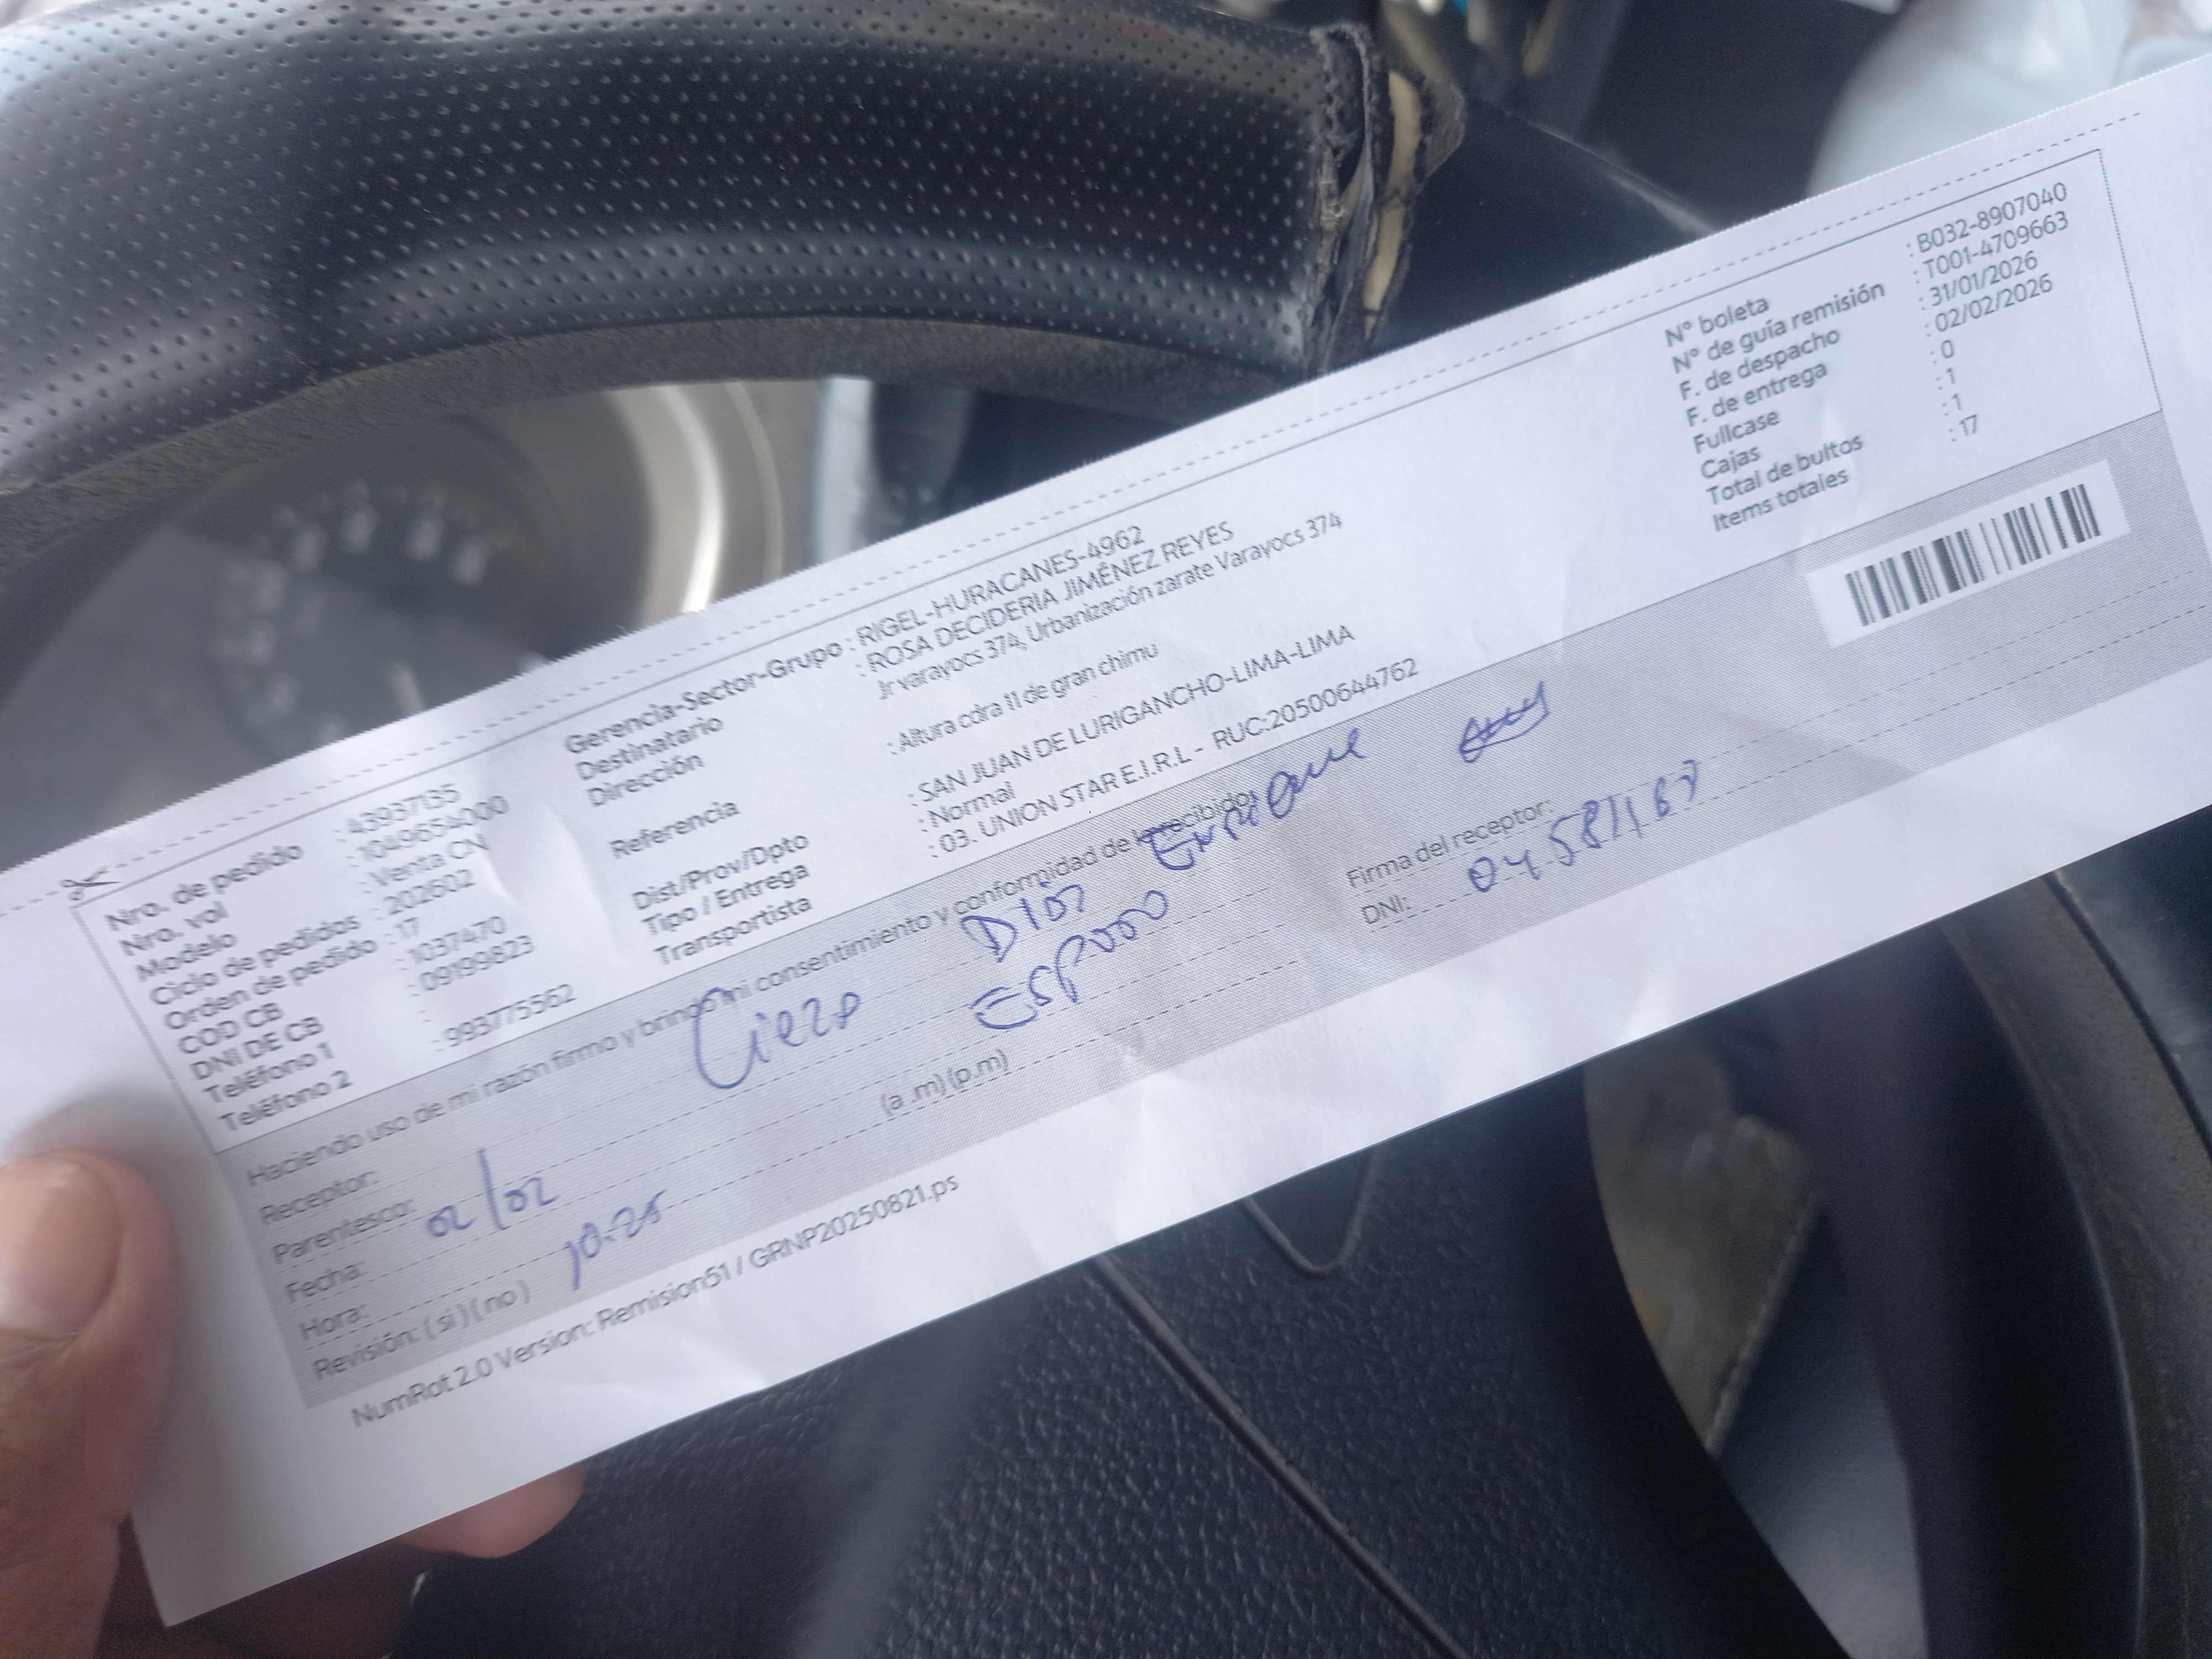 Nro. de pedido : 43937135
Nro. vol : 1049654000
Modelo : Venta CN
Ciclo de pedidos : 202602
Orden de pedido : 17
COD CB : 1037470
DNI DE CB : 09199823
Teléfono 1 :
Teléfono 2 : 993775562
Gerencia-Sector-Grupo : RIGEL-HURACANES-4962
Destinatario : ROSA DECIDERIA JIMÉNEZ REYES
Dirección Jr varayocs 374, Urbanización zarate Varayocs 374
Referencia : Altura cdra 11 de gran chimu
Dist/Prov/Dpto : SAN JUAN DE LURIGANCHO-LIMA-LIMA
Tipo / Entrega : Normal
Transportista : 03. UNION STAR E.I.R.L - RUC:20500644762
N° boleta : B032-8907040
N° de guía remisión : T001-4709663
F. de despacho : 31/01/2026
F. de entrega : 02/02/2026
Fullcase : 0
Cajas : 1
Total de bultos : 1
Items totales : 17
Haciendo uso de mi razón firmo y brindo mi consentimiento y conformidad de lo recibido:
Receptor: Cieza Enrique
Parentesco: Esposo
Fecha: 02/02
Hora: 10:25 (a.m) (p.m)
Revisión: ( si ) ( no )
Firma del receptor:
DNI:
NumRot 2.0 Version: Remision51 / GRNP20250821.ps